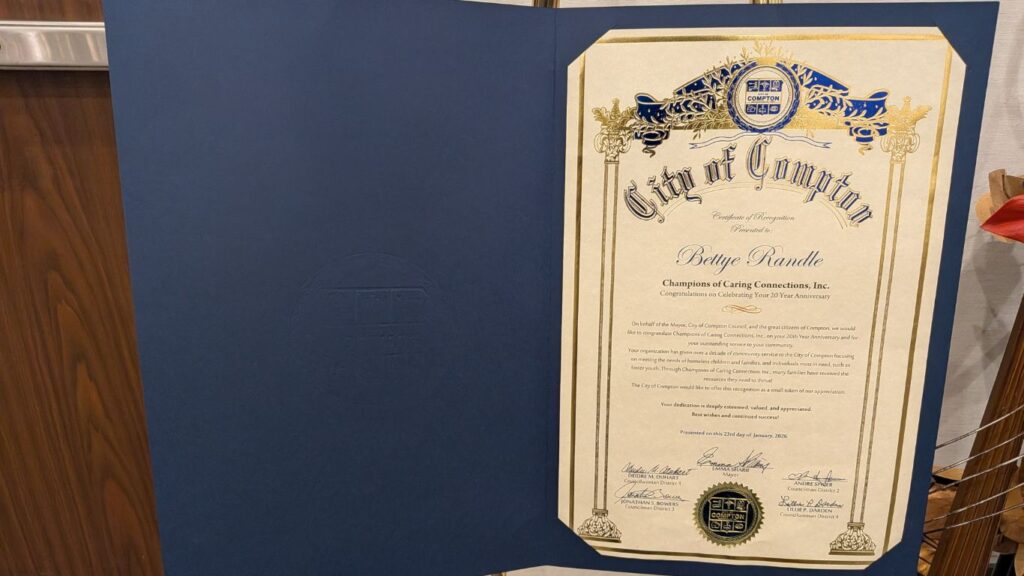 CITY OF
COMPTON
City of Compton
Certificate of Recognition
Presented to:
Bettye Randle
Champions of Caring Connections, Inc.
Congratulations on Celebrating Your 20 Year Anniversary
On behalf of the Mayor, City of Compton Council, and the great citizens of Compton, we would
like to congratulate Champions of Caring Connections, Inc., on your 20th Year Anniversary and for
your outstanding service to your community.
Your organization has given over a decade of community service to the City of Compton focusing
on meeting the needs of homeless children and families, and individuals most in need, such as
foster youth. Through Champions of Caring Connections, Inc., many families have received the
resources they need to thrive!
The City of Compton would like to offer this recognition as a small token of our appreciation.
Your dedication is deeply esteemed, valued, and appreciated.
Best wishes and continued success!
Presented on this 23rd day of January, 2026
EMMA SHARIF
Mayor
DEIDRE M. DUHART
Councilwoman District 1
ANDRE SPICER
Councilman District 2
JONATHAN S. BOWERS
Councilman District 3
LILLIE P. DARDEN
Councilwoman District 4
COMPTON